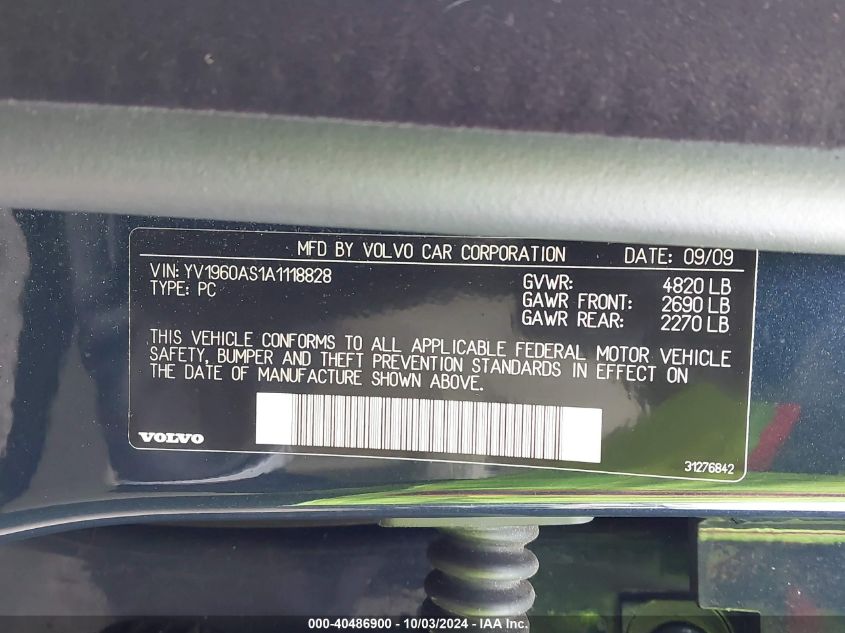 MFD BY VOLVO CAR CORPORATION DATE: 09/09
VIN: YV1960AS1A1118828
TYPE: PC
GVWR: 4820 LB
GAWR FRONT: 2690 LB
GAWR REAR: 2270 LB
THIS VEHICLE CONFORMS TO ALL APPLICABLE FEDERAL MOTOR VEHICLE
SAFETY, BUMPER AND THEFT PREVENTION STANDARDS IN EFFECT ON
THE DATE OF MANUFACTURE SHOWN ABOVE.
VOLVO
31276842
000-40486900 - 10/03/2024 - IAA Inc.